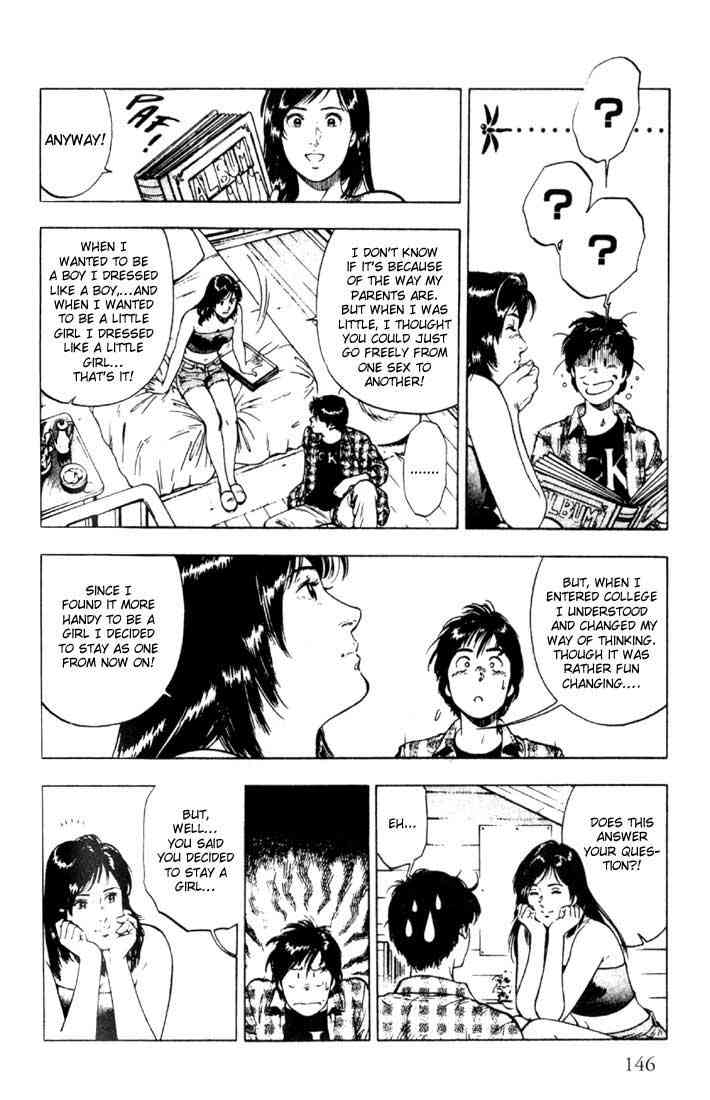 ?
?
?
CK
ALBUM
PAF!
ALBUM
ANYWAY!
I DON'T KNOW
IF IT'S BECAUSE
OF THE WAY MY
PARENTS ARE.
BUT WHEN I WAS
LITTLE, I THOUGHT
YOU COULD JUST
GO FREELY FROM
ONE SEX TO
ANOTHER!
WHEN I
WANTED TO BE
A BOY I DRESSED
LIKE A BOY,...AND
WHEN I WANTED
TO BE A LITTLE
GIRL I DRESSED
LIKE A LITTLE
GIRL...
THAT'S IT!
........
BUT, WHEN I
ENTERED COLLEGE
I UNDERSTOOD
AND CHANGED MY
WAY OF THINKING.
THOUGH IT WAS
RATHER FUN
CHANGING....
SINCE I
FOUND IT MORE
HANDY TO BE A
GIRL I DECIDED
TO STAY AS ONE
FROM NOW ON!
DOES THIS
ANSWER
YOUR QUES-
TION?!
EH...
BUT,
WELL...
YOU SAID
YOU DECIDED
TO STAY A
GIRL...
146